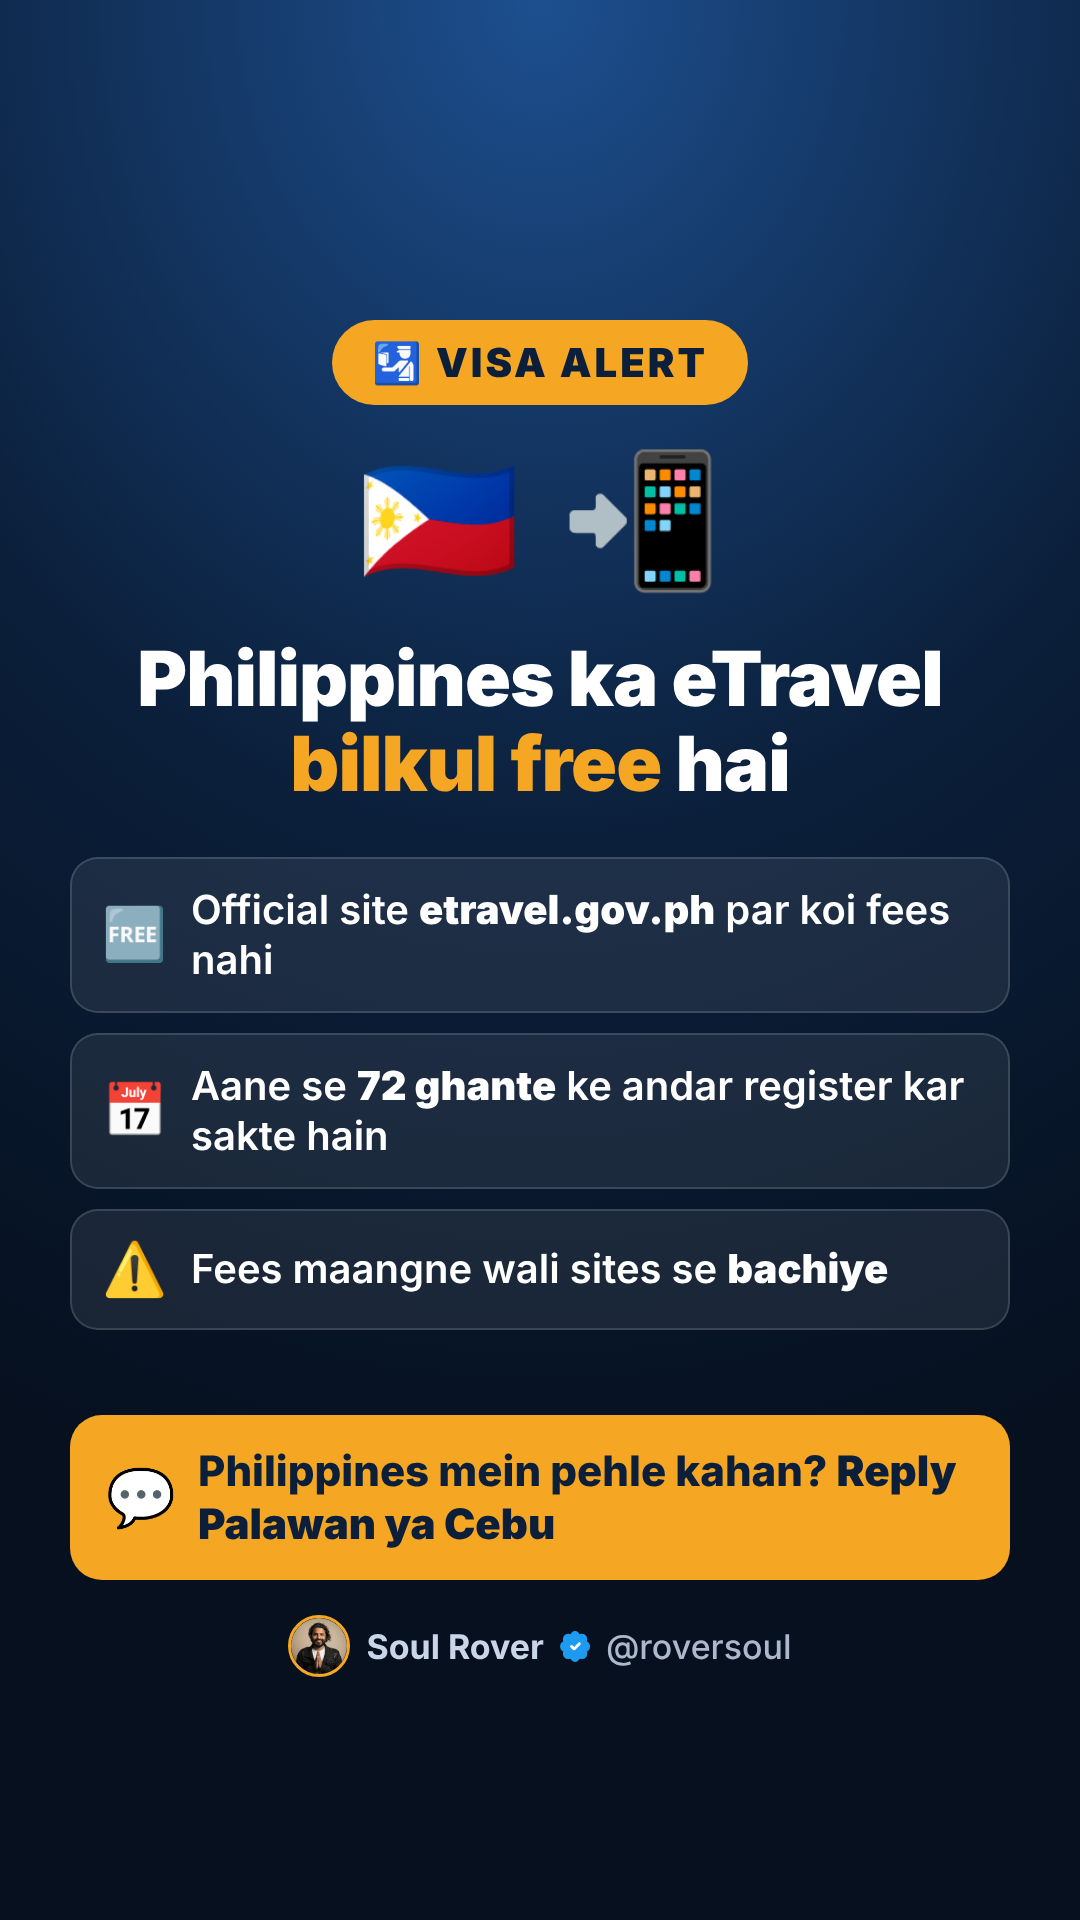 VISA ALERT
Philippines ka eTravel
bilkul free hai
FREE
Official site etravel.gov.ph par koi fees
nahi
July
17
Aane se 72 ghante ke andar register kar
sakte hain
Fees maangne wali sites se bachiye
Philippines mein pehle kahan? Reply
Palawan ya Cebu
Soul Rover @roversoul